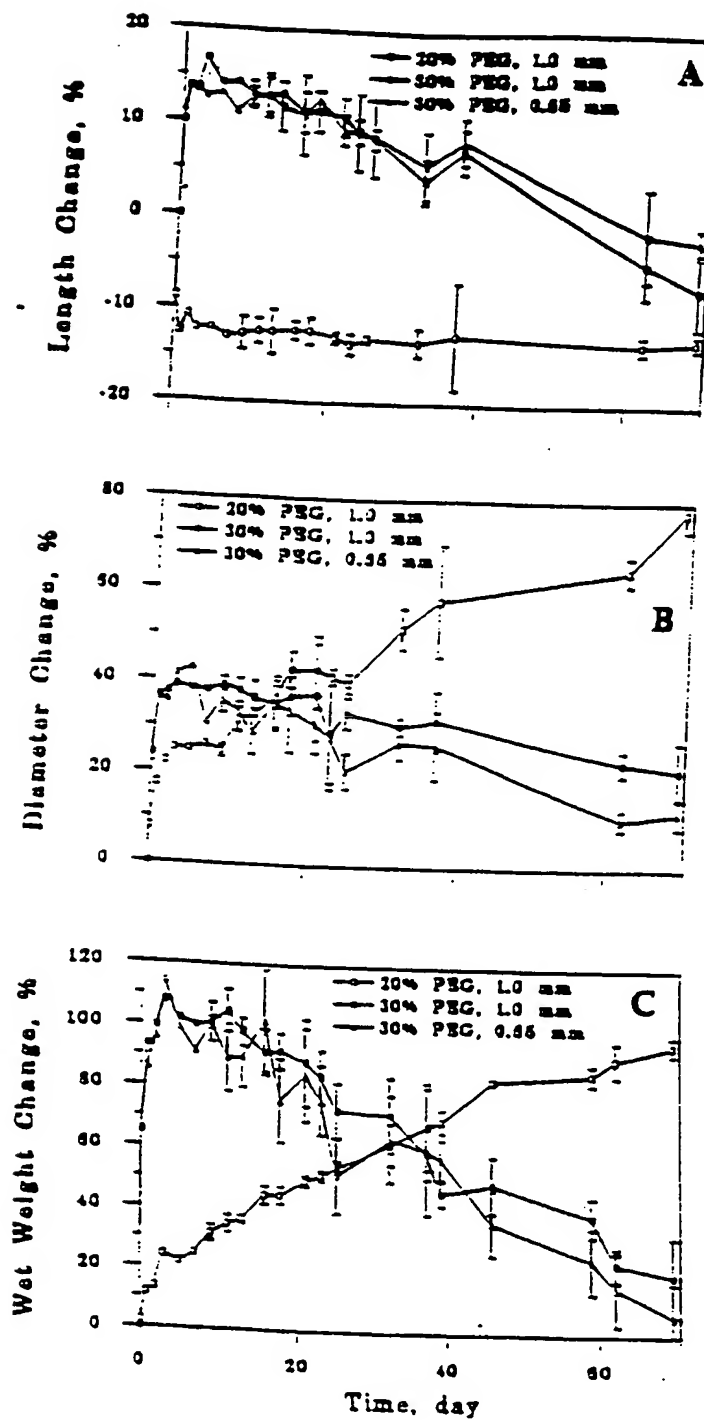 20
10
0
-10
-20
Length Change, %
20% PEG, 1.0 mm
30% PEG, 1.0 mm
30% PEG, 0.55 mm
A
80
60
40
20
0
Diameter Change, %
20% PEG, 1.0 mm
30% PEG, 1.0 mm
30% PEG, 0.55 mm
B
120
100
80
60
40
20
0
Wet Weight Change, %
20% PEG, 1.0 mm
30% PEG, 1.0 mm
30% PEG, 0.55 mm
C
0
20
40
60
Time, day